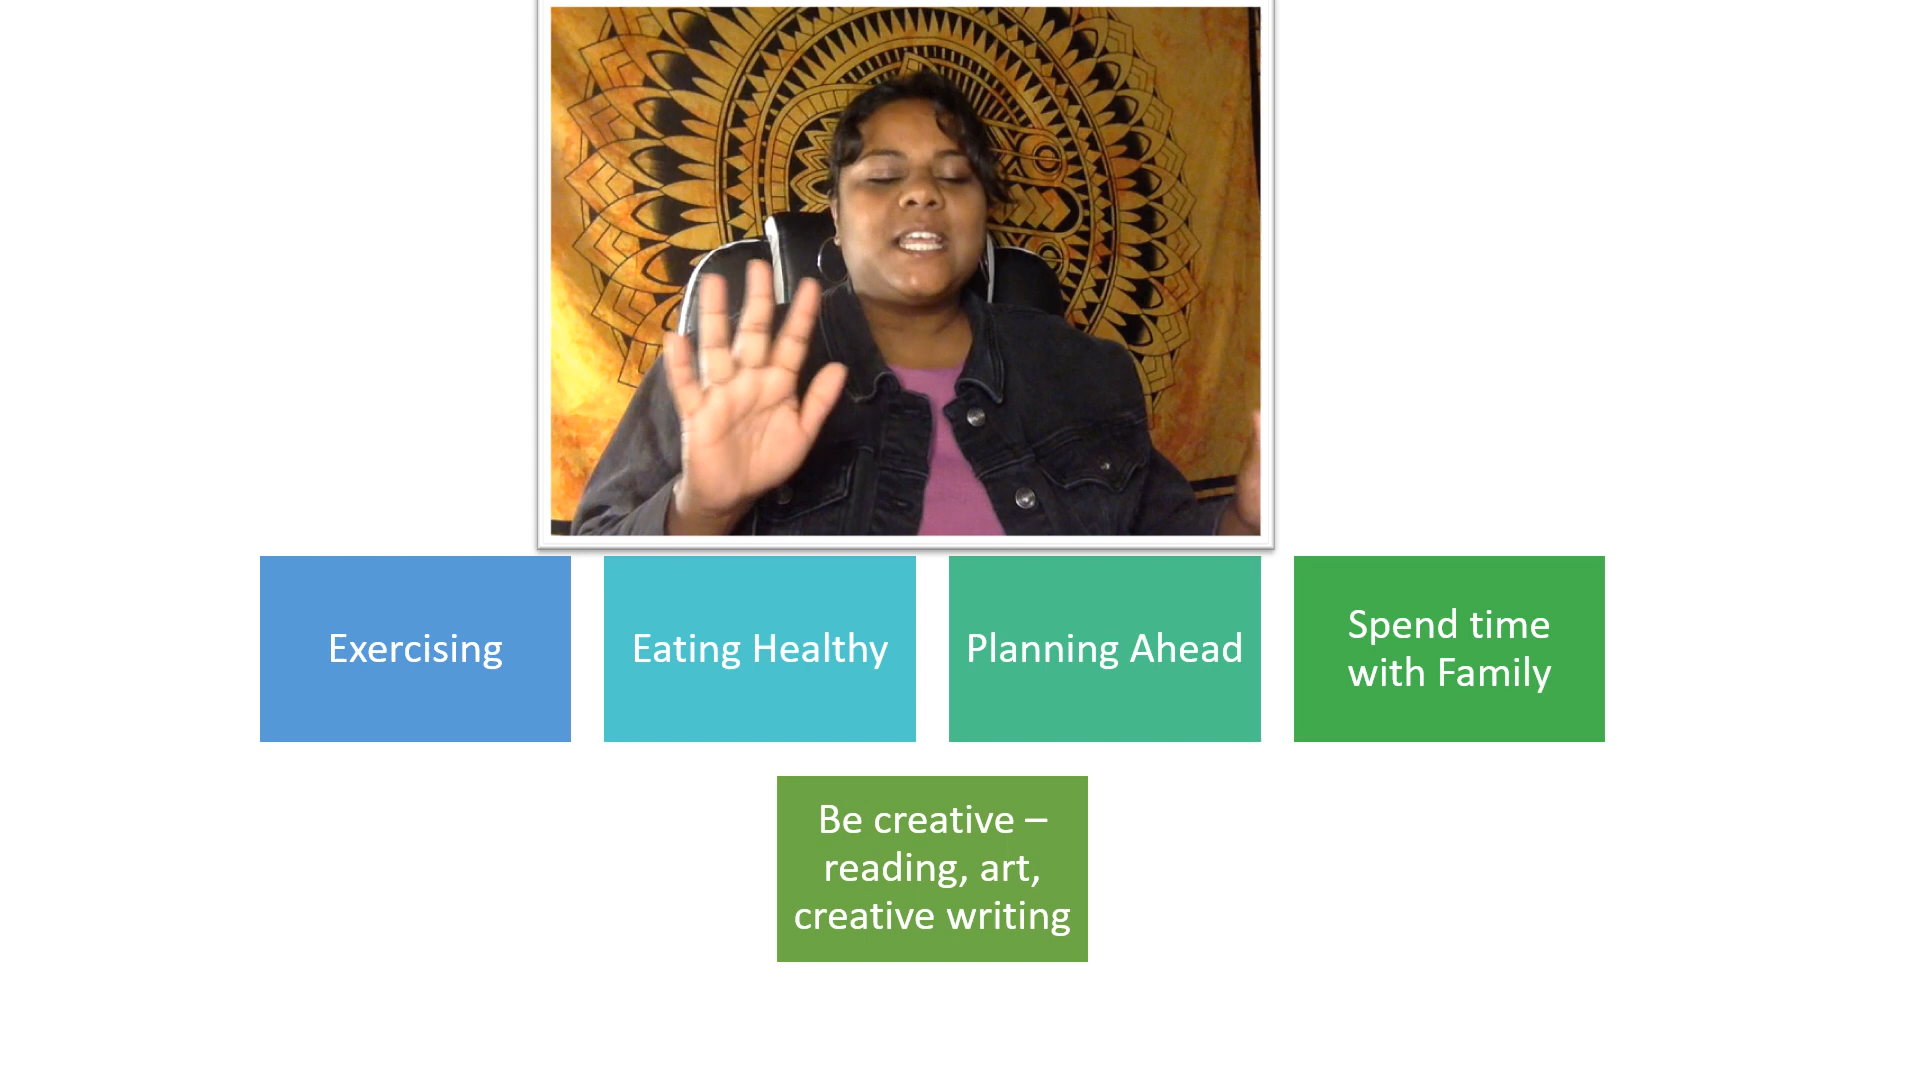 Exercising
Eating Healthy
Planning Ahead
Spend time
with Family
Be creative –
reading, art,
creative writing